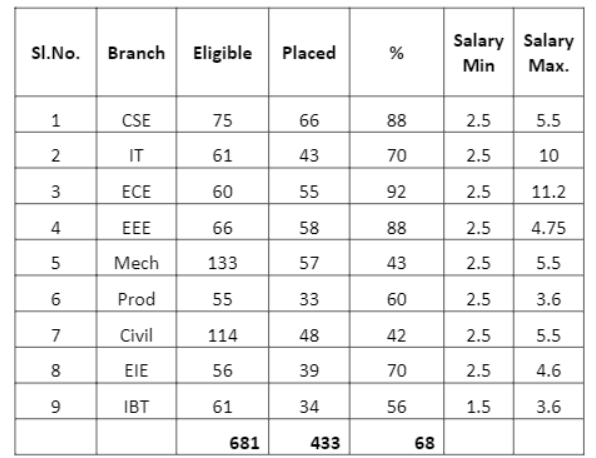 Sl.No. Branch Eligible Placed % Salary Min Salary Max.
1 CSE 75 66 88 2.5 5.5
2 IT 61 43 70 2.5 10
3 ECE 60 55 92 2.5 11.2
4 EEE 66 58 88 2.5 4.75
5 Mech 133 57 43 2.5 5.5
6 Prod 55 33 60 2.5 3.6
7 Civil 114 48 42 2.5 5.5
8 EIE 56 39 70 2.5 4.6
9 IBT 61 34 56 1.5 3.6
681 433 68